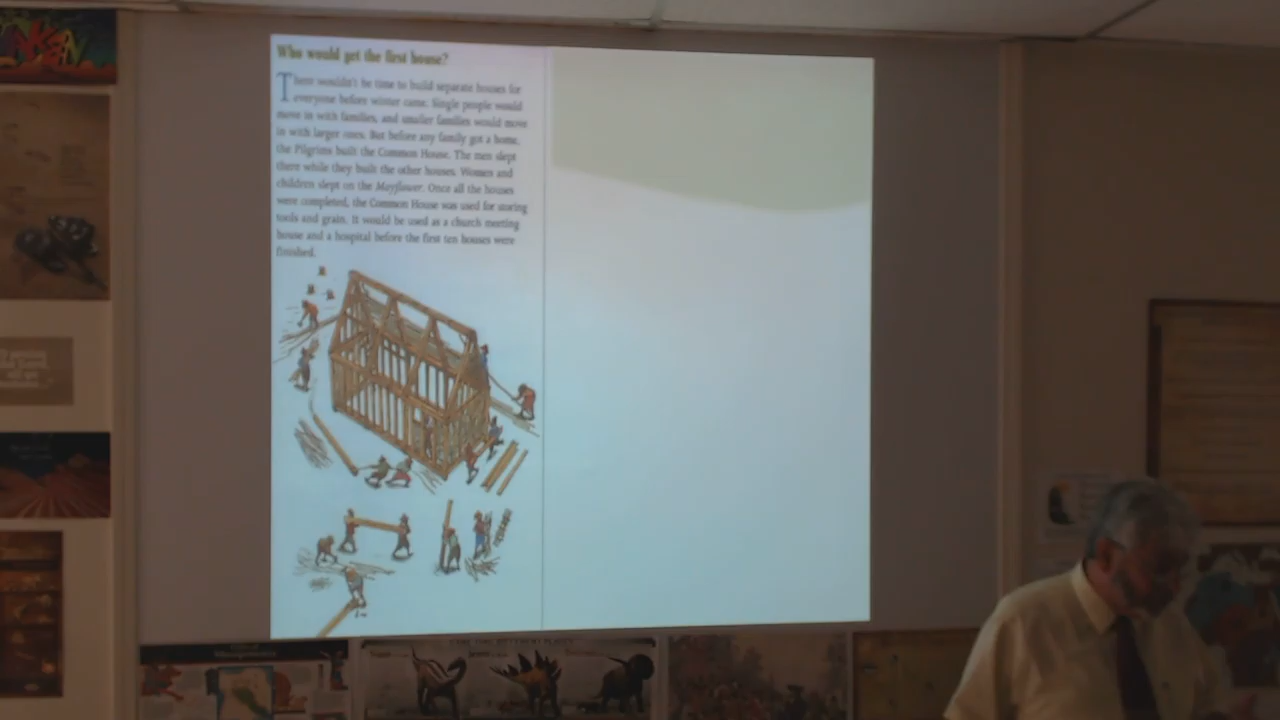 Who would get the first house?
There wouldn't be time to build separate houses for
everyone before winter came. Single people would
move in with families, and smaller families would move
in with larger ones. But before any family got a home,
the Pilgrims built the Common House. The men slept
there while they built the other houses. Women and
children slept on the Mayflower. Once all the houses
were completed, the Common House was used for storing
tools and grain. It would be used as a church meeting
house and a hospital before the first ten houses were
finished.